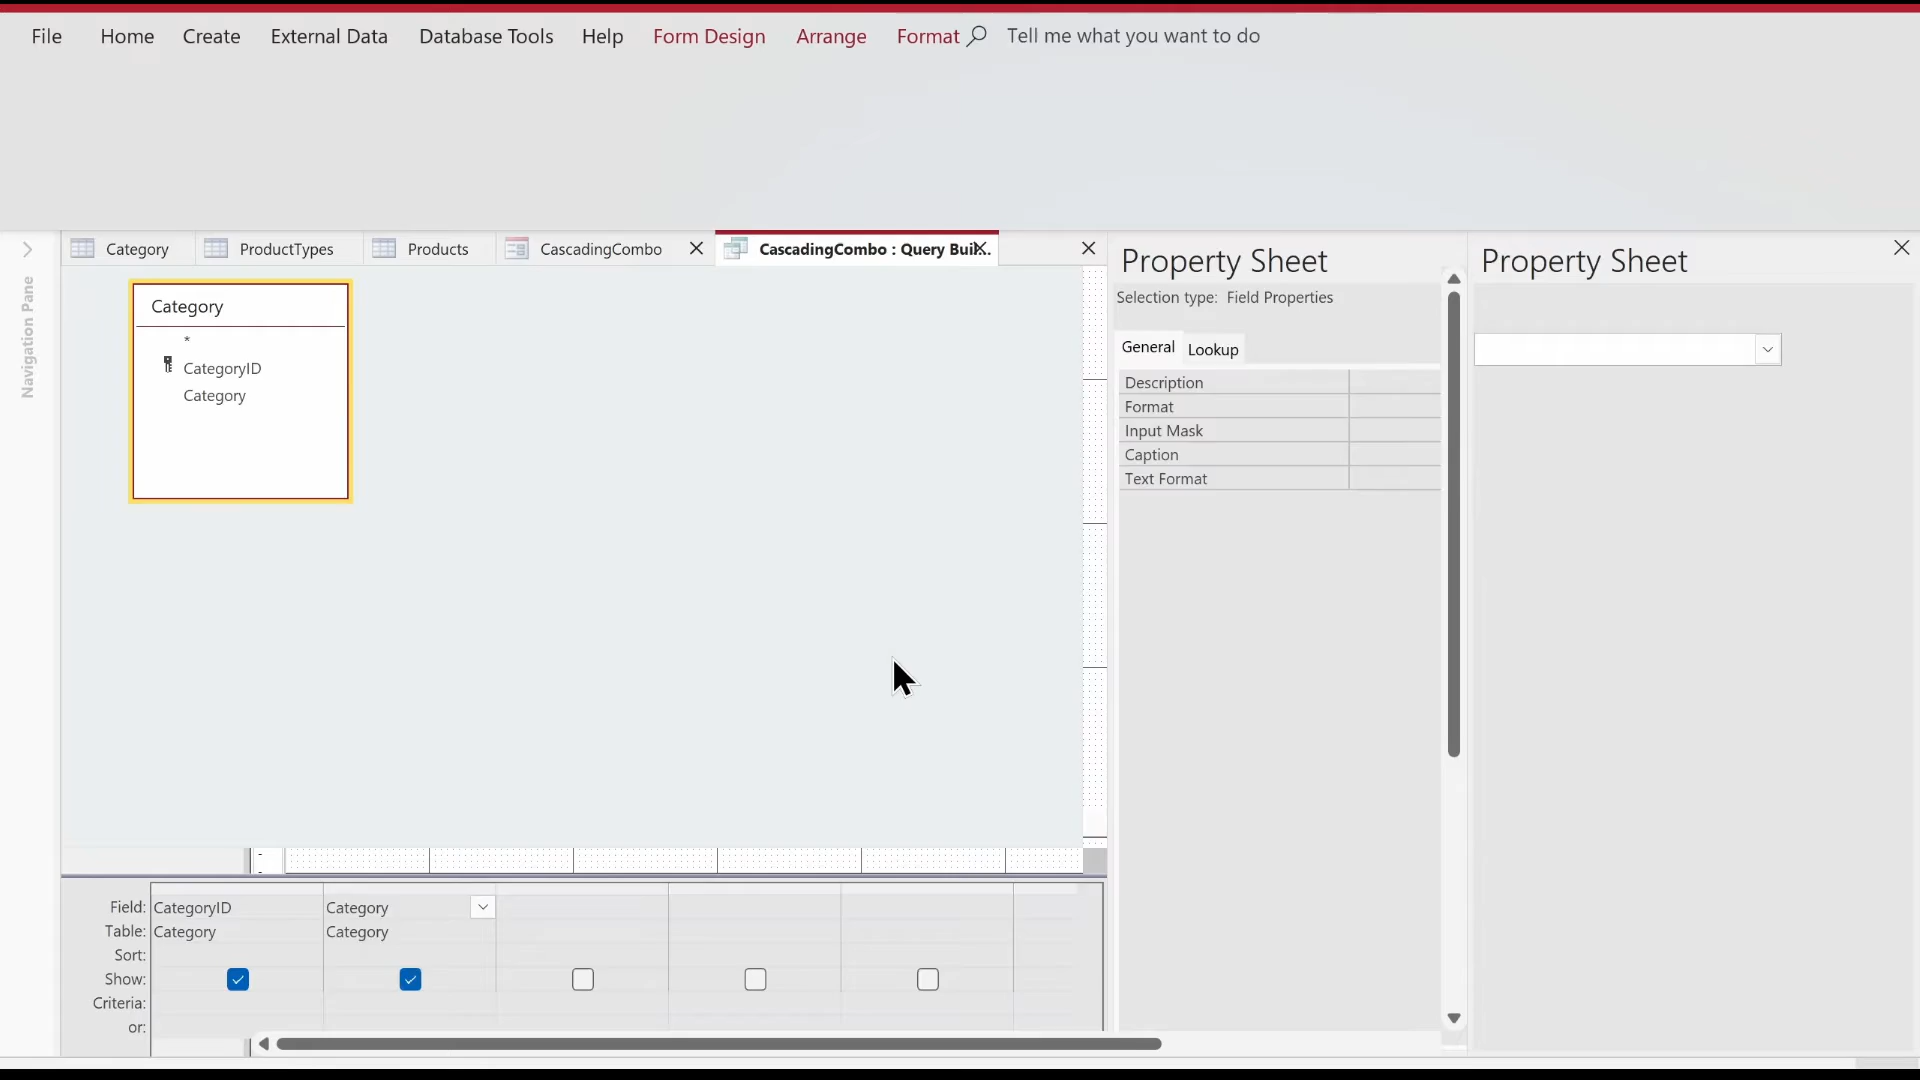 File Home Create External Data Database Tools Help Form Design Arrange Format Tell me what you want to do
Navigation Pane
Category ProductTypes Products CascadingCombo CascadingCombo : Query Buil...
Category
*
CategoryID
Category
Property Sheet
Selection type: Field Properties
General Lookup
Description
Format
Input Mask
Caption
Text Format
Property Sheet
Field: CategoryID Category
Table: Category Category
Sort:
Show:
Criteria:
or: